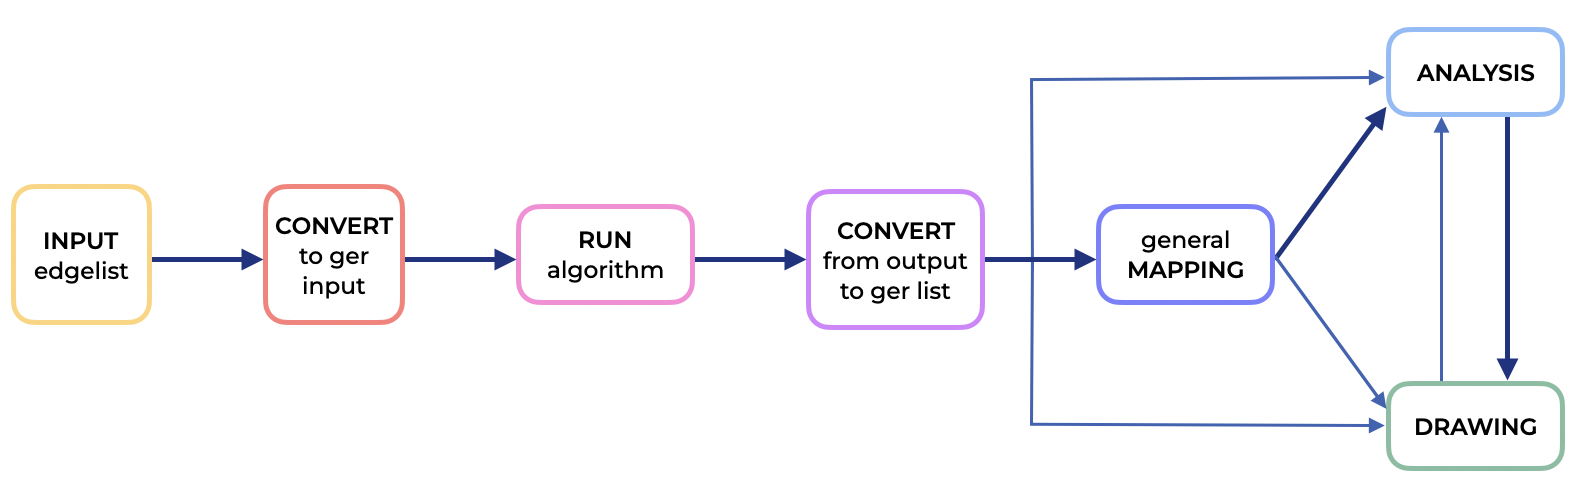 INPUT
edgelist
CONVERT
to ger
input
RUN
algorithm
CONVERT
from output
to ger list
general
MAPPING
ANALYSIS
DRAWING